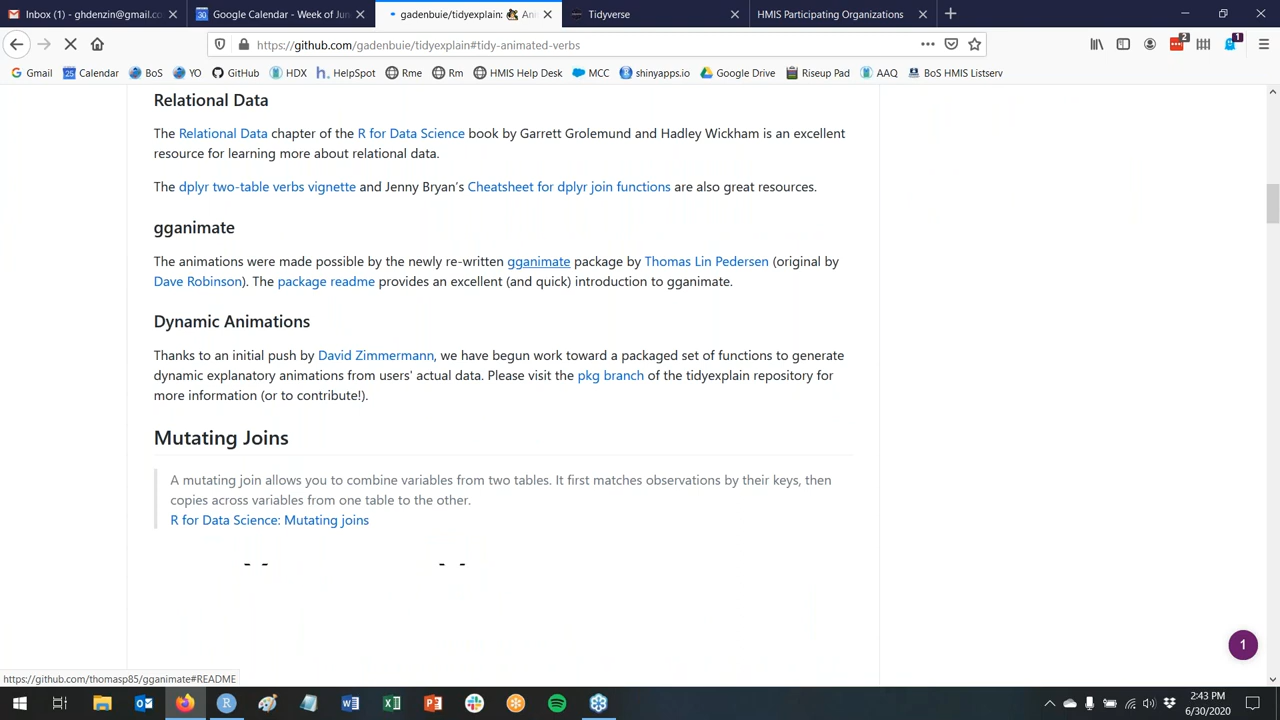 Inbox (1) - ghdenzin@gmail.co
Google Calendar - Week of Jun
gadenbuie/tidyexplain: Ani
Tidyverse
HMIS Participating Organizations
https://github.com/gadenbuie/tidyexplain#tidy-animated-verbs
2
1
Gmail
Calendar
BoS
YO
GitHub
HDX
HelpSpot
Rme
Rm
HMIS Help Desk
MCC
shinyapps.io
Google Drive
Riseup Pad
AAQ
BoS HMIS Listserv
Relational Data
The Relational Data chapter of the R for Data Science book by Garrett Grolemund and Hadley Wickham is an excellent
resource for learning more about relational data.
The dplyr two-table verbs vignette and Jenny Bryan's Cheatsheet for dplyr join functions are also great resources.
gganimate
The animations were made possible by the newly re-written gganimate package by Thomas Lin Pedersen (original by
Dave Robinson). The package readme provides an excellent (and quick) introduction to gganimate.
Dynamic Animations
Thanks to an initial push by David Zimmermann, we have begun work toward a packaged set of functions to generate
dynamic explanatory animations from users' actual data. Please visit the pkg branch of the tidyexplain repository for
more information (or to contribute!).
Mutating Joins
A mutating join allows you to combine variables from two tables. It first matches observations by their keys, then
copies across variables from one table to the other.
R for Data Science: Mutating joins
1
https://github.com/thomasp85/gganimate#README
2:43 PM
6/30/2020